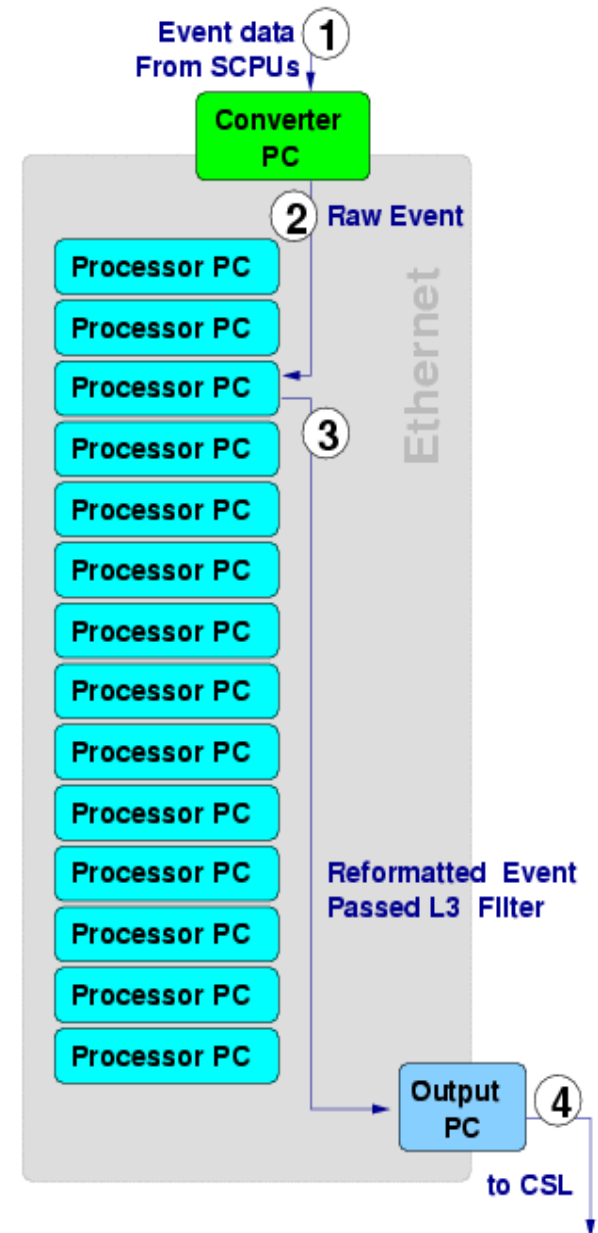 Event data
From SCPUs
1
Converter
PC
2
Raw Event
Ethernet
Processor PC
Processor PC
Processor PC
3
Processor PC
Processor PC
Processor PC
Processor PC
Processor PC
Processor PC
Processor PC
Processor PC
Processor PC
Processor PC
Processor PC
Reformatted Event
Passed L3 Filter
Output
PC
4
to CSL